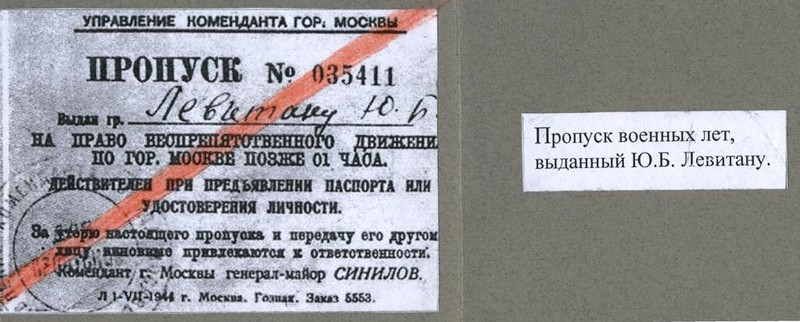 УПРАВЛЕНИЕ КОМЕНДАНТА ГОР. МОСКВЫ
ПРОПУСК № 035411
Выдан гр. Левитану Ю. Б.
НА ПРАВО БЕСПРЕПЯТСТВЕННОГО ДВИЖЕНИ
ПО ГОР. МОСКВЕ ПОЗЖЕ 01 ЧАСА.
ДЕЙСТВИТЕЛЕН ПРИ ПРЕДЬЯВЛЕНИИ ПАСПОРТА ИЛИ
УДОСТОВЕРЕНИЯ ЛИЧНОСТИ.
За утерю настоящего пропуска и передачу его другом
лицу виновные привлекаются к ответственности.
Комендант г. Москвы генерал-майор СИНИЛОВ.
Л 1-VII-1944 г. Москва. Гознак. Заказ 5553.
Пропуск военных лет,
выданный Ю.Б. Левитану.